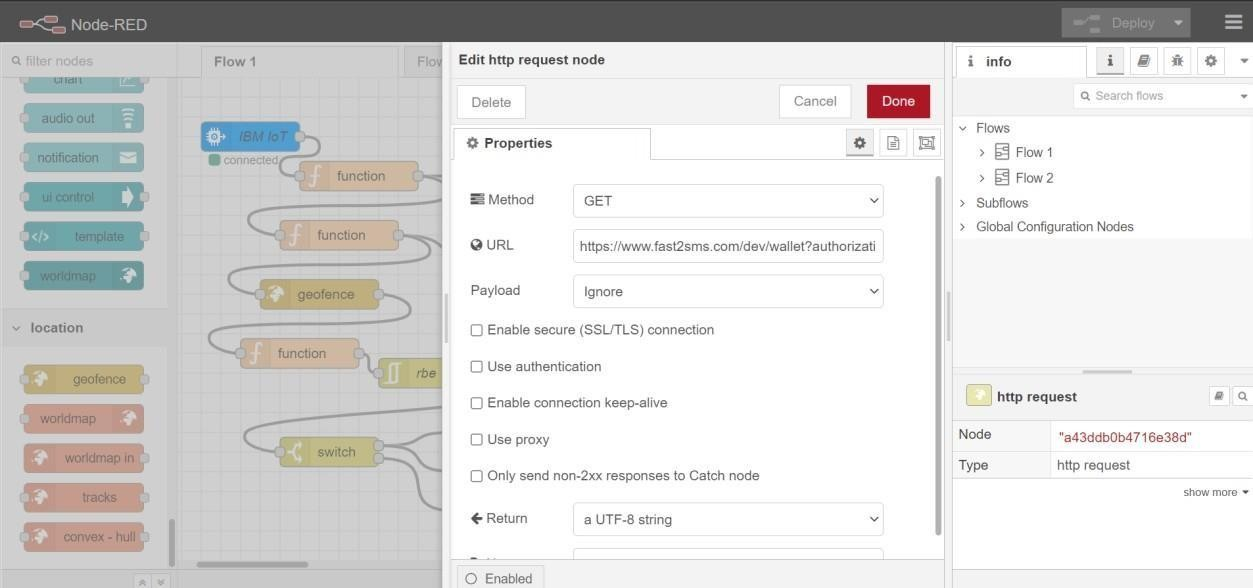 Node-RED
Deploy
filter nodes
chart
audio out
notification
ui control
template
worldmap
location
geofence
worldmap
worldmap in
tracks
convex - hull
Flow 1
Flow
IBM IoT
connected
function
function
geofence
function
rbe
switch
Edit http request node
Delete
Cancel
Done
Properties
Method
GET
URL
https://www.fast2sms.com/dev/wallet?authorizati
Payload
Ignore
Enable secure (SSL/TLS) connection
Use authentication
Enable connection keep-alive
Use proxy
Only send non-2xx responses to Catch node
Return
a UTF-8 string
Enabled
info
Search flows
Flows
Flow 1
Flow 2
Subflows
Global Configuration Nodes
http request
Node
"a43ddb0b4716e38d"
Type
http request
show more